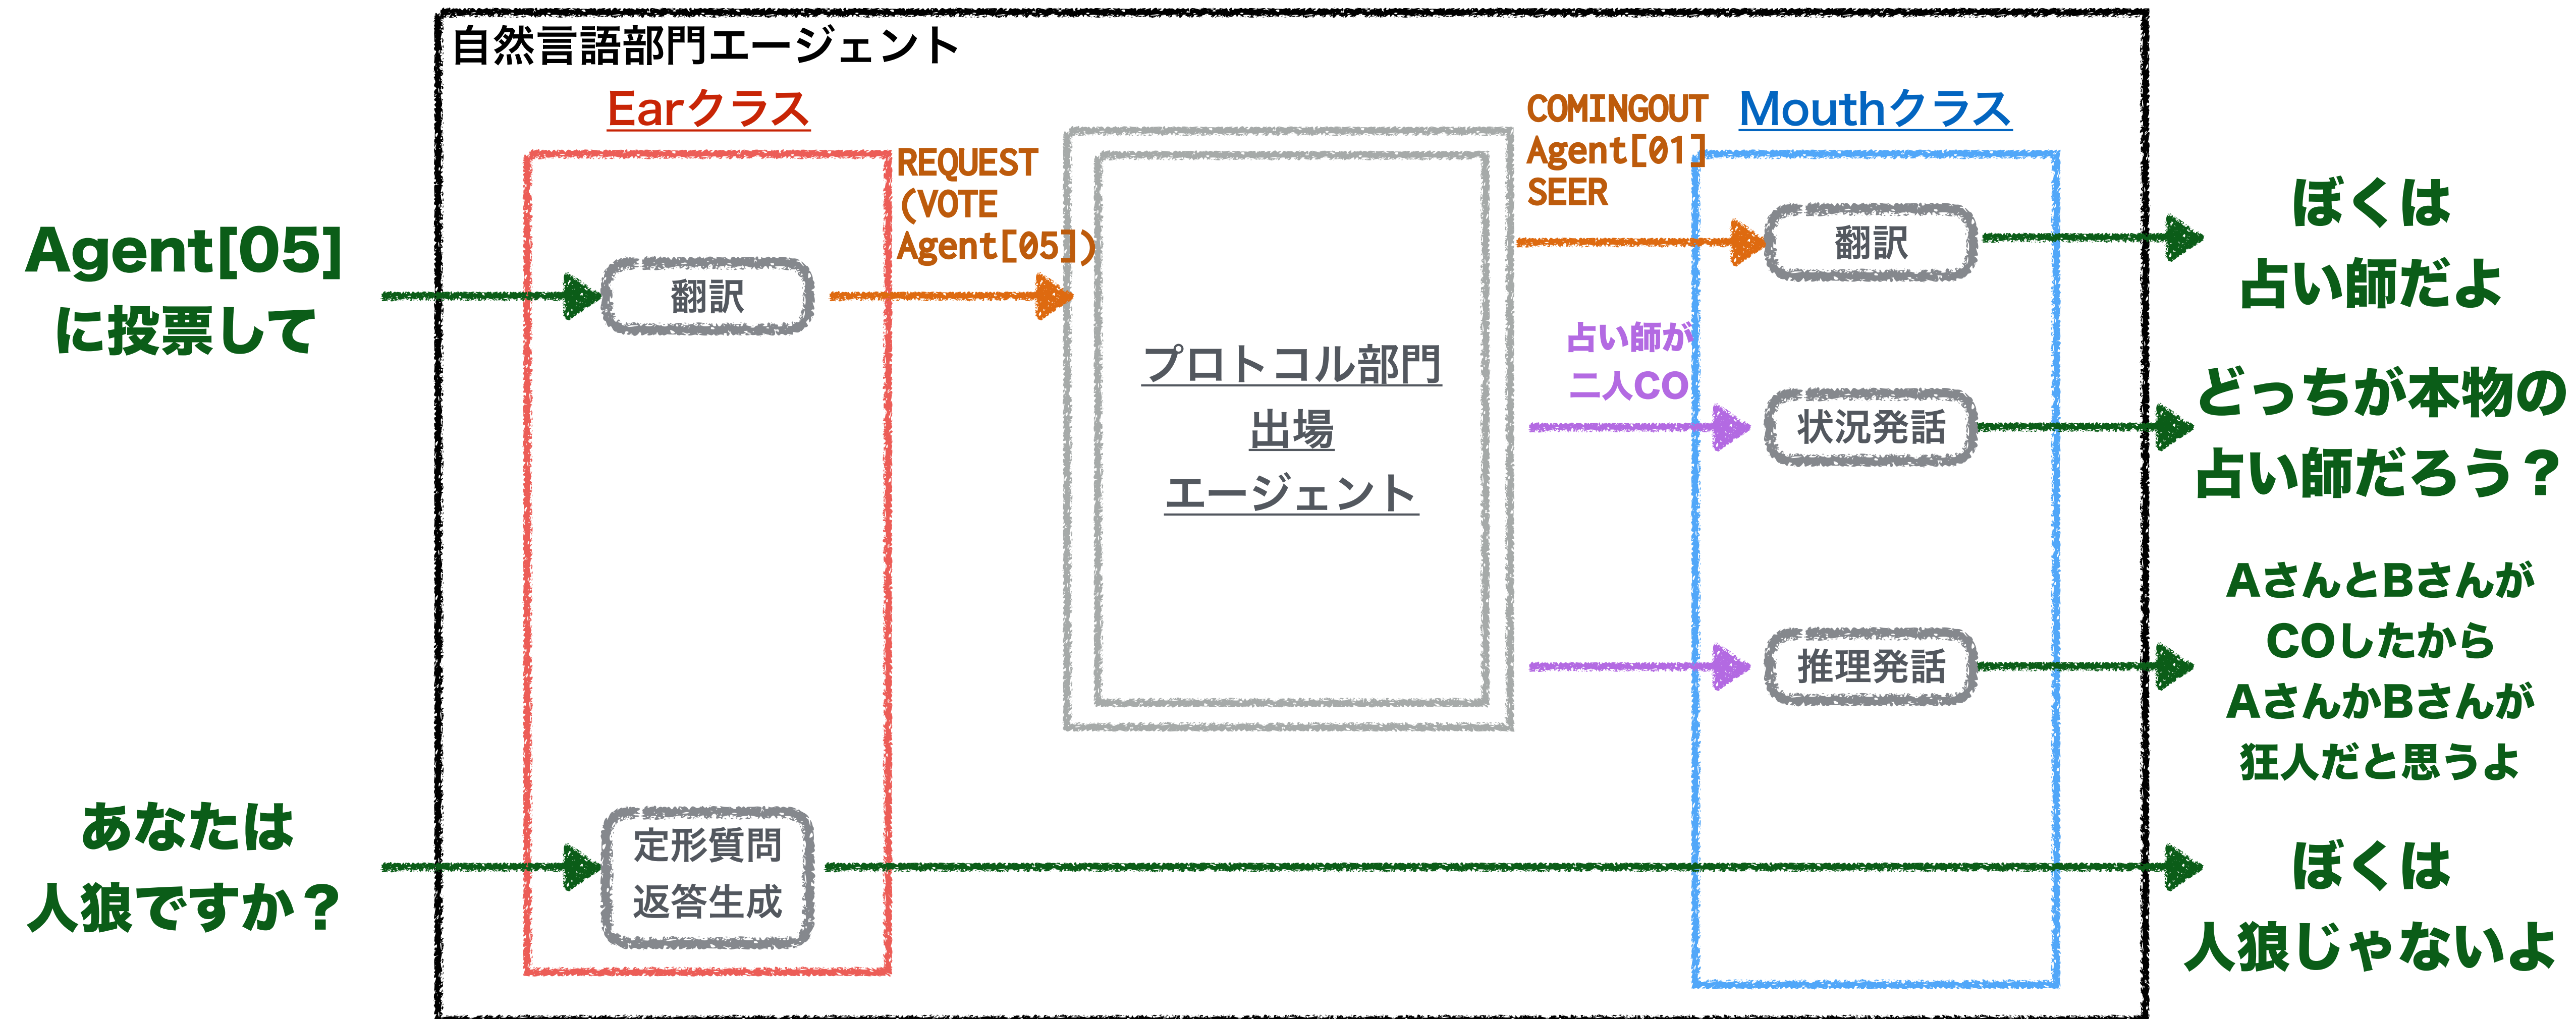 自然言語部門エージェント
Earクラス
Mouthクラス
Agent[05]
に投票して
翻訳
REQUEST
(VOTE
Agent[05])
プロトコル部門
出場
エージェント
COMINGOUT
Agent[01]
SEER
翻訳
ぼくは
占い師だよ
占い師が
二人CO
状況発話
どっちが本物の
占い師だろう？
推理発話
AさんとBさんが
COしたから
AさんかBさんが
狂人だと思うよ
あなたは
人狼ですか？
定形質問
返答生成
ぼくは
人狼じゃないよ